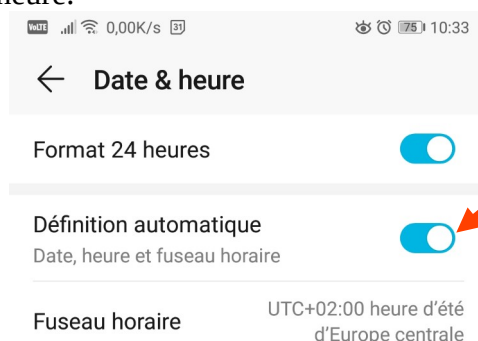 heure.
VoLTE 0,00K/s 31 75 10:33
Date & heure
Format 24 heures
Définition automatique
Date, heure et fuseau horaire
Fuseau horaire
UTC+02:00 heure d'été
d'Europe centrale